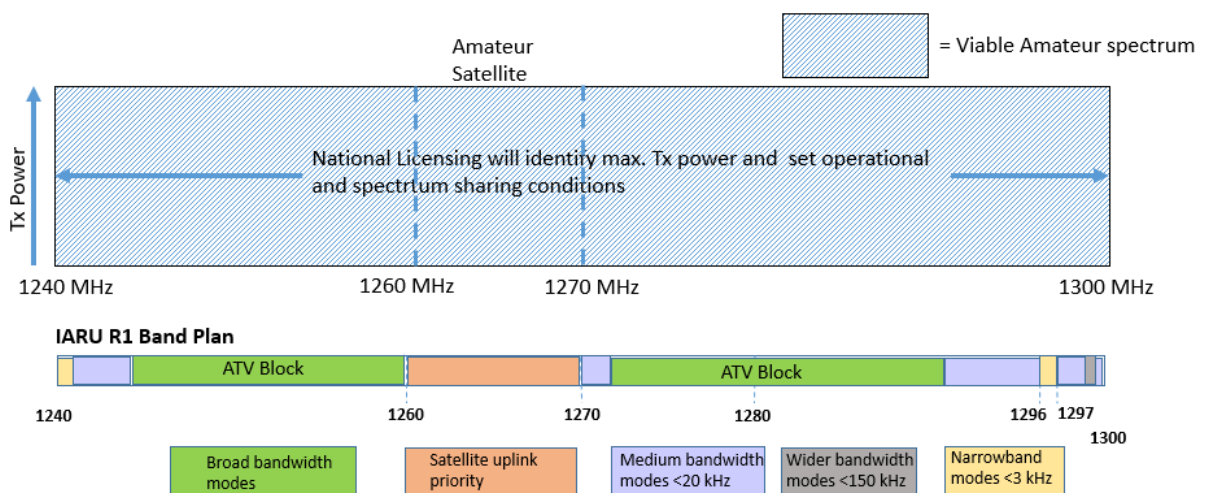 Amateur
Satellite
= Viable Amateur spectrum
Tx Power
National Licensing will identify max. Tx power and set operational
and spectrtum sharing conditions
1240 MHz
1260 MHz
1270 MHz
1300 MHz
IARU R1 Band Plan
ATV Block
ATV Block
1240
1260
1270
1280
1296
1297
1300
Broad bandwidth
modes
Satellite uplink
priority
Medium bandwidth
modes <20 kHz
Wider bandwidth
modes <150 kHz
Narrowband
modes <3 kHz